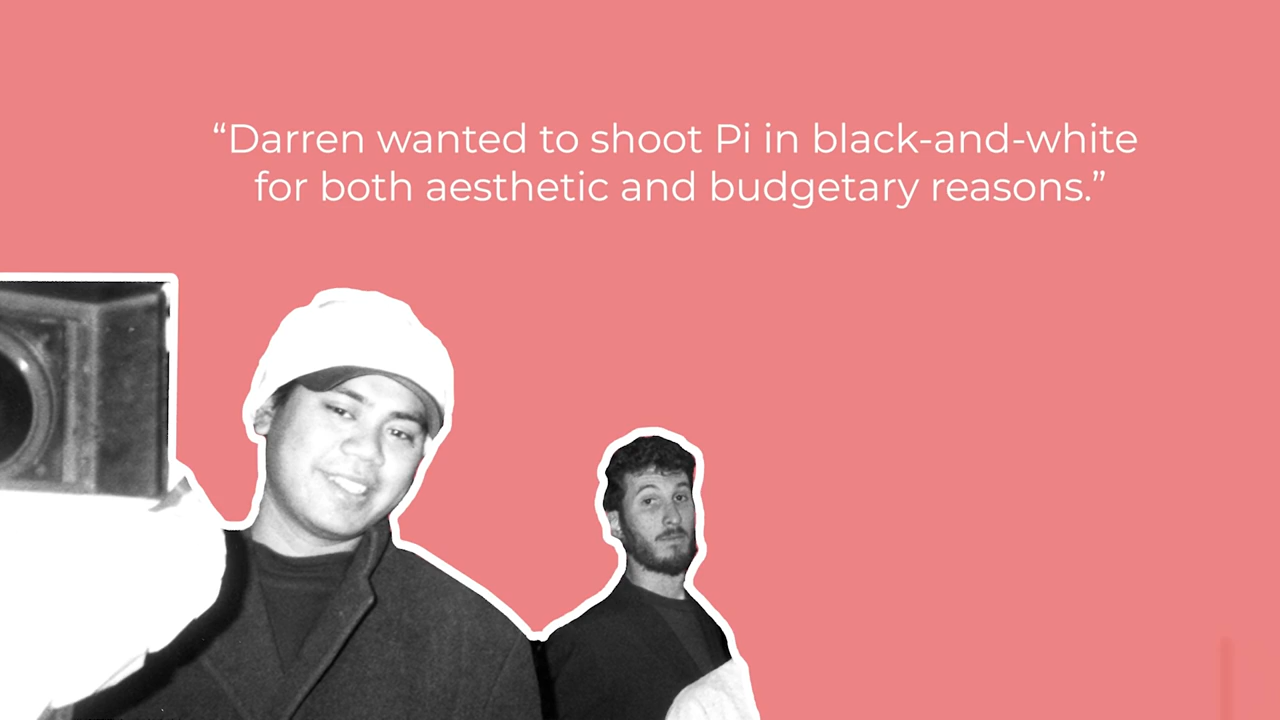 “Darren wanted to shoot Pi in black-and-white
for both aesthetic and budgetary reasons.”